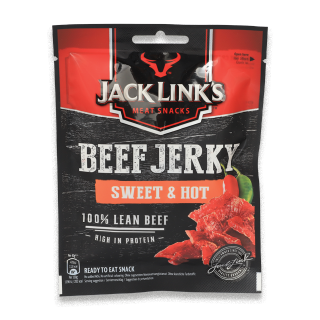 JACK LINK'S
MEAT SNACKS
BEEF JERKY
SWEET & HOT
100% LEAN BEEF
HIGH IN PROTEIN
READY TO EAT SNACK